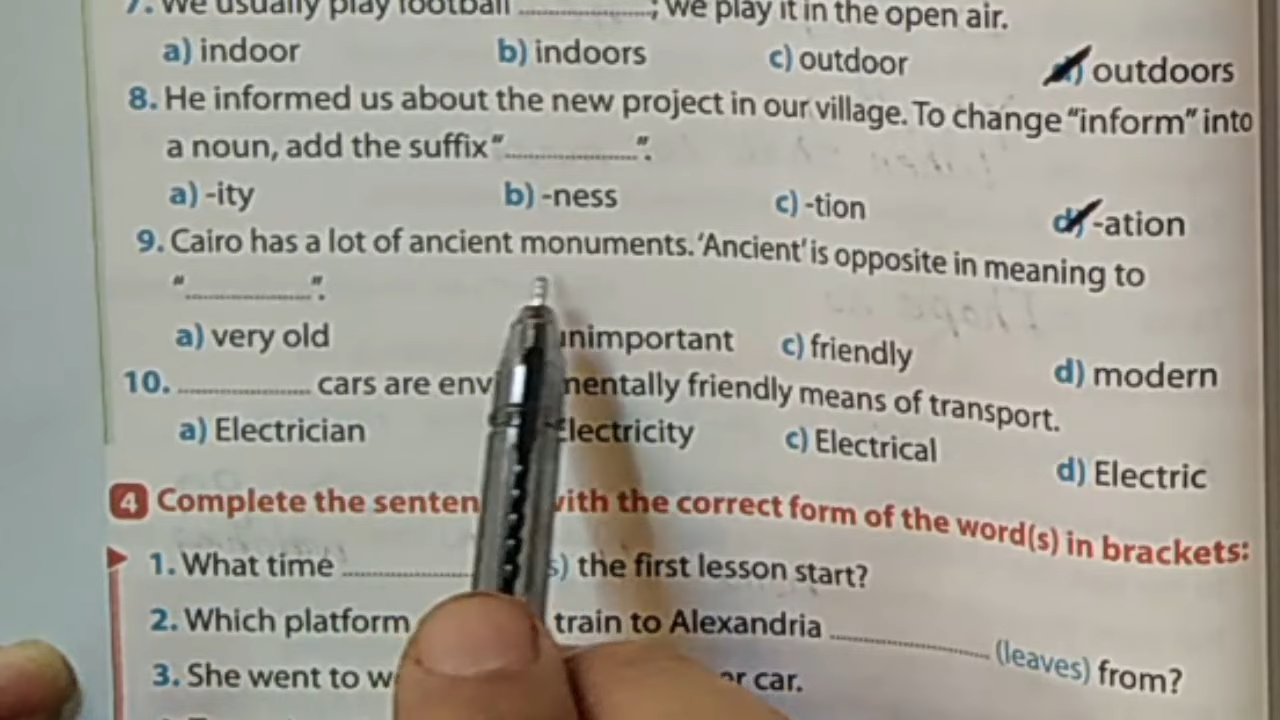 7. We usually play football ............; we play it in the open air.
a) indoor b) indoors c) outdoor d) outdoors
8. He informed us about the new project in our village. To change "inform" into
a noun, add the suffix "............".
a) -ity b) -ness c) -tion d) -ation
9. Cairo has a lot of ancient monuments. 'Ancient' is opposite in meaning to
"............".
a) very old unimportant c) friendly d) modern
10. ............ cars are env mentally friendly means of transport.
a) Electrician Electricity c) Electrical d) Electric
4 Complete the senten with the correct form of the word(s) in brackets:
1. What time ............ s) the first lesson start?
2. Which platform train to Alexandria ............ (leaves) from?
3. She went to w or car.